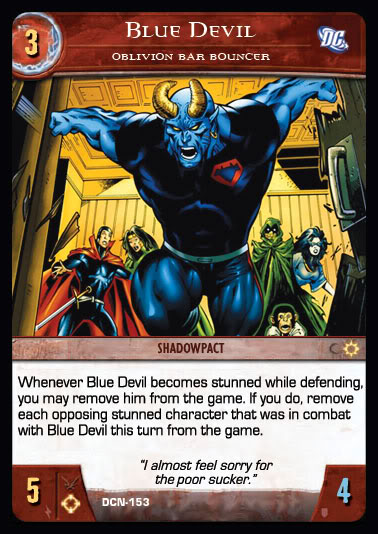 3
BLUE DEVIL
DC
OBLIVION BAR BOUNCER
SHADOWPACT
C
Whenever Blue Devil becomes stunned while defending,
you may remove him from the game. If you do, remove
each opposing stunned character that was in combat
with Blue Devil this turn from the game.
"I almost feel sorry for
the poor sucker."
5
DCN-153
4